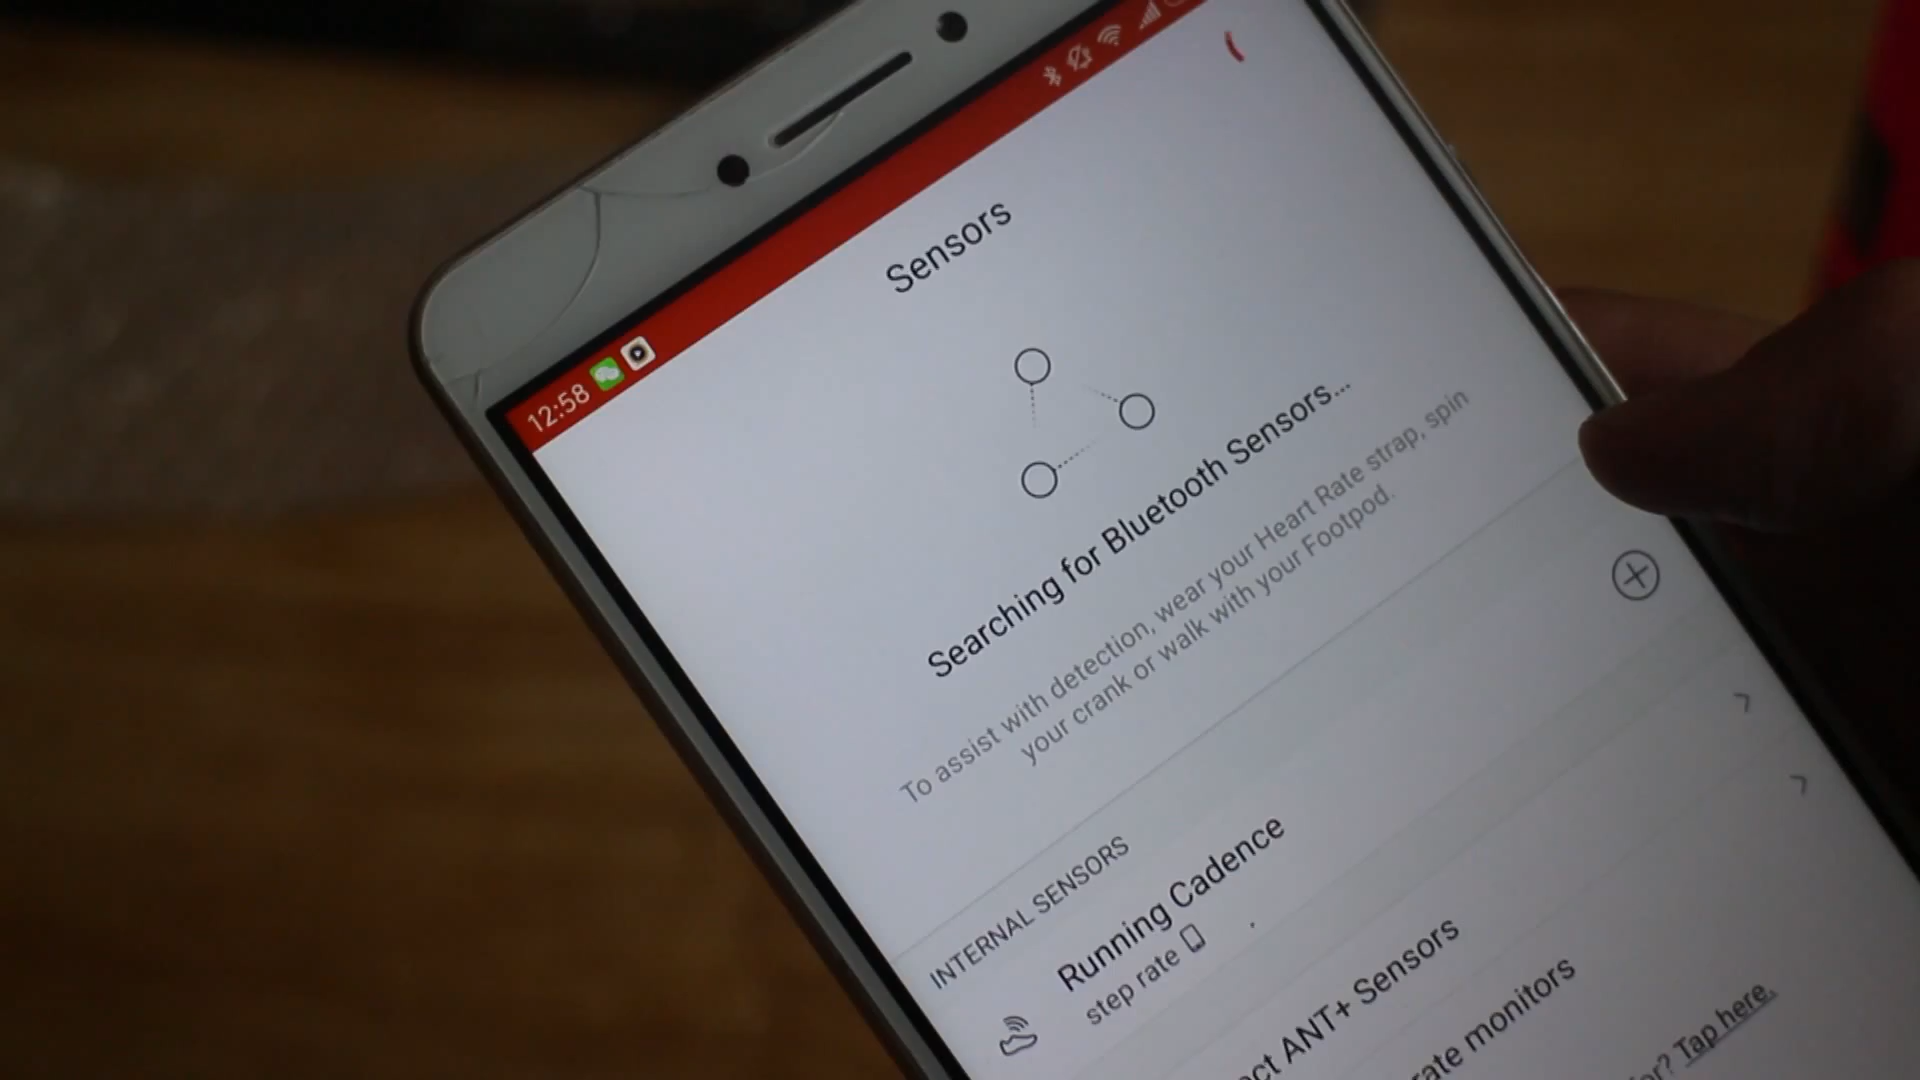 12:58
Sensors
Searching for Bluetooth Sensors...
To assist with detection, wear your Heart Rate strap, spin
your crank or walk with your Footpod.
INTERNAL SENSORS
Running Cadence
step rate
ANT+ Sensors
monitors
Tap here.